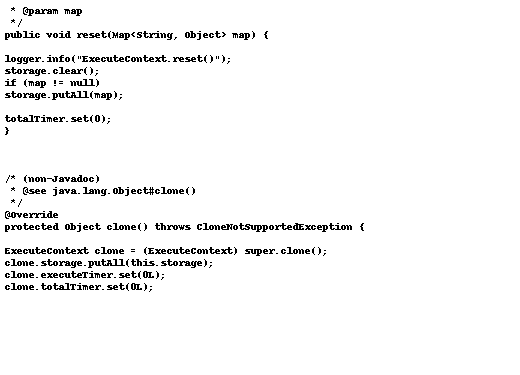 * @param map
 */
public void reset(Map<String, Object> map) {
logger.info("ExecuteContext.reset()");
storage.clear();
if (map != null)
storage.putAll(map);
totalTimer.set(0);
}
/* (non-Javadoc)
 * @see java.lang.Object#clone()
 */
@Override
protected Object clone() throws CloneNotSupportedException {
ExecuteContext clone = (ExecuteContext) super.clone();
clone.storage.putAll(this.storage);
clone.executeTimer.set(0L);
clone.totalTimer.set(0L);